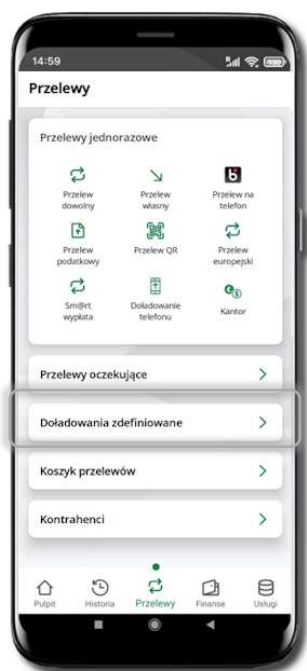 14:59
Przelewy
Przelewy jednorazowe
Przelew
dowolny
Przelew
własny
Przelew na
telefon
Przelew
podatkowy
Przelew QR
Przelew
europejski
Sm@rt
wypłata
Doładowanie
telefonu
Kantor
Przelewy oczekujące
Doładowania zdefiniowane
Koszyk przelewów
Kontrahenci
Pulpit
Historia
Przelewy
Finanse
Usługi